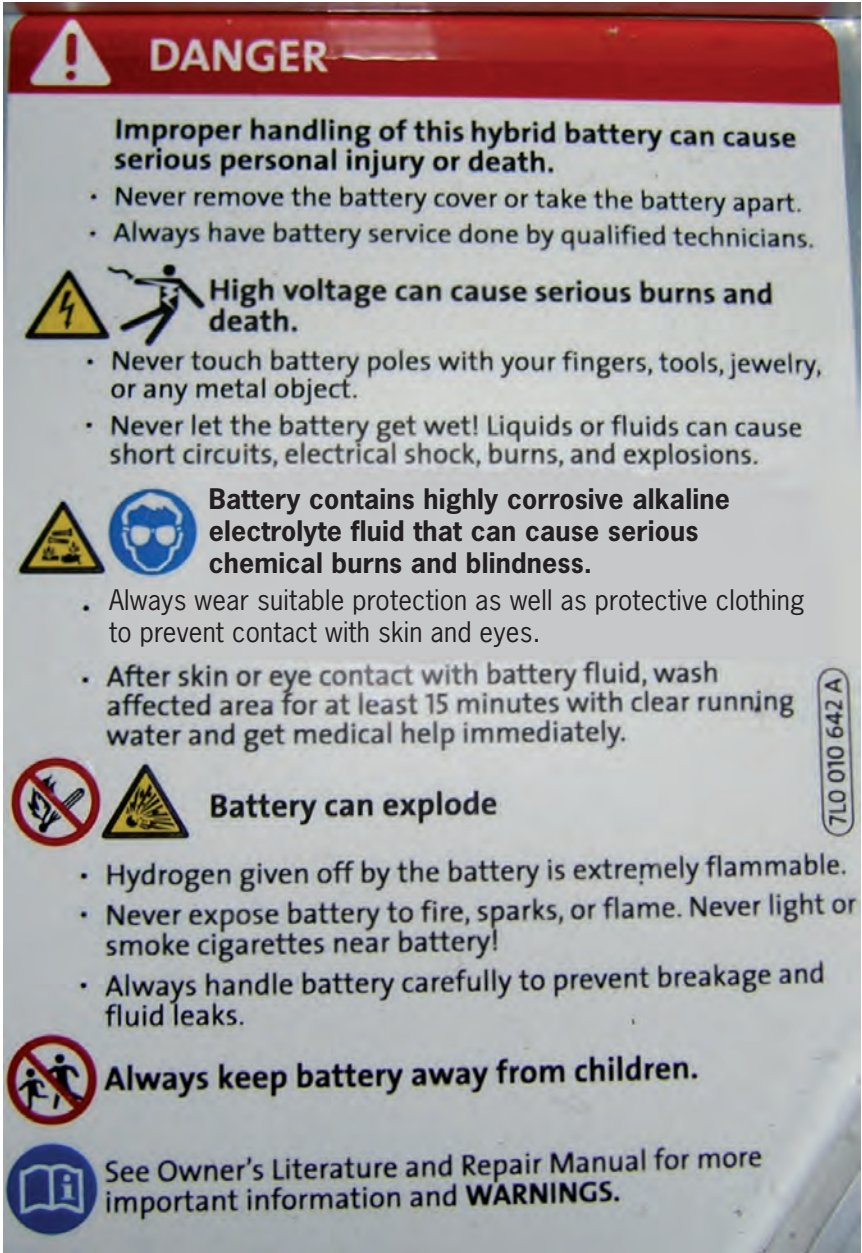 DANGER
Improper handling of this hybrid battery can cause
serious personal injury or death.
· Never remove the battery cover or take the battery apart.
· Always have battery service done by qualified technicians.
High voltage can cause serious burns and
death.
· Never touch battery poles with your fingers, tools, jewelry,
or any metal object.
· Never let the battery get wet! Liquids or fluids can cause
short circuits, electrical shock, burns, and explosions.
Battery contains highly corrosive alkaline
electrolyte fluid that can cause serious
chemical burns and blindness.
. Always wear suitable protection as well as protective clothing
to prevent contact with skin and eyes.
· After skin or eye contact with battery fluid, wash
affected area for at least 15 minutes with clear running
water and get medical help immediately.
7L0 010 642 A
Battery can explode
· Hydrogen given off by the battery is extremely flammable.
· Never expose battery to fire, sparks, or flame. Never light or
smoke cigarettes near battery!
· Always handle battery carefully to prevent breakage and
fluid leaks.
Always keep battery away from children.
See Owner's Literature and Repair Manual for more
important information and WARNINGS.